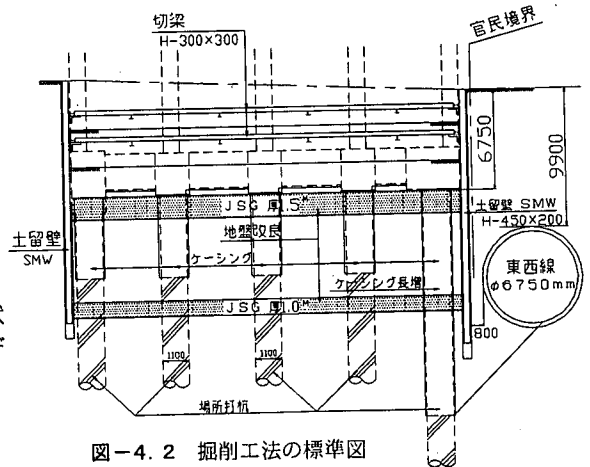 切梁
H-300×300
官民境界
6750
9900
JSG 厚1.5M
土留壁 SMW
H-450×200
地盤改良
土留壁
SMW
ケーシング
東西線
φ6750mm
ケーシング長増
JSG 厚1.0M
800
1100
1100
場所打杭
図-4.2 掘削工法の標準図